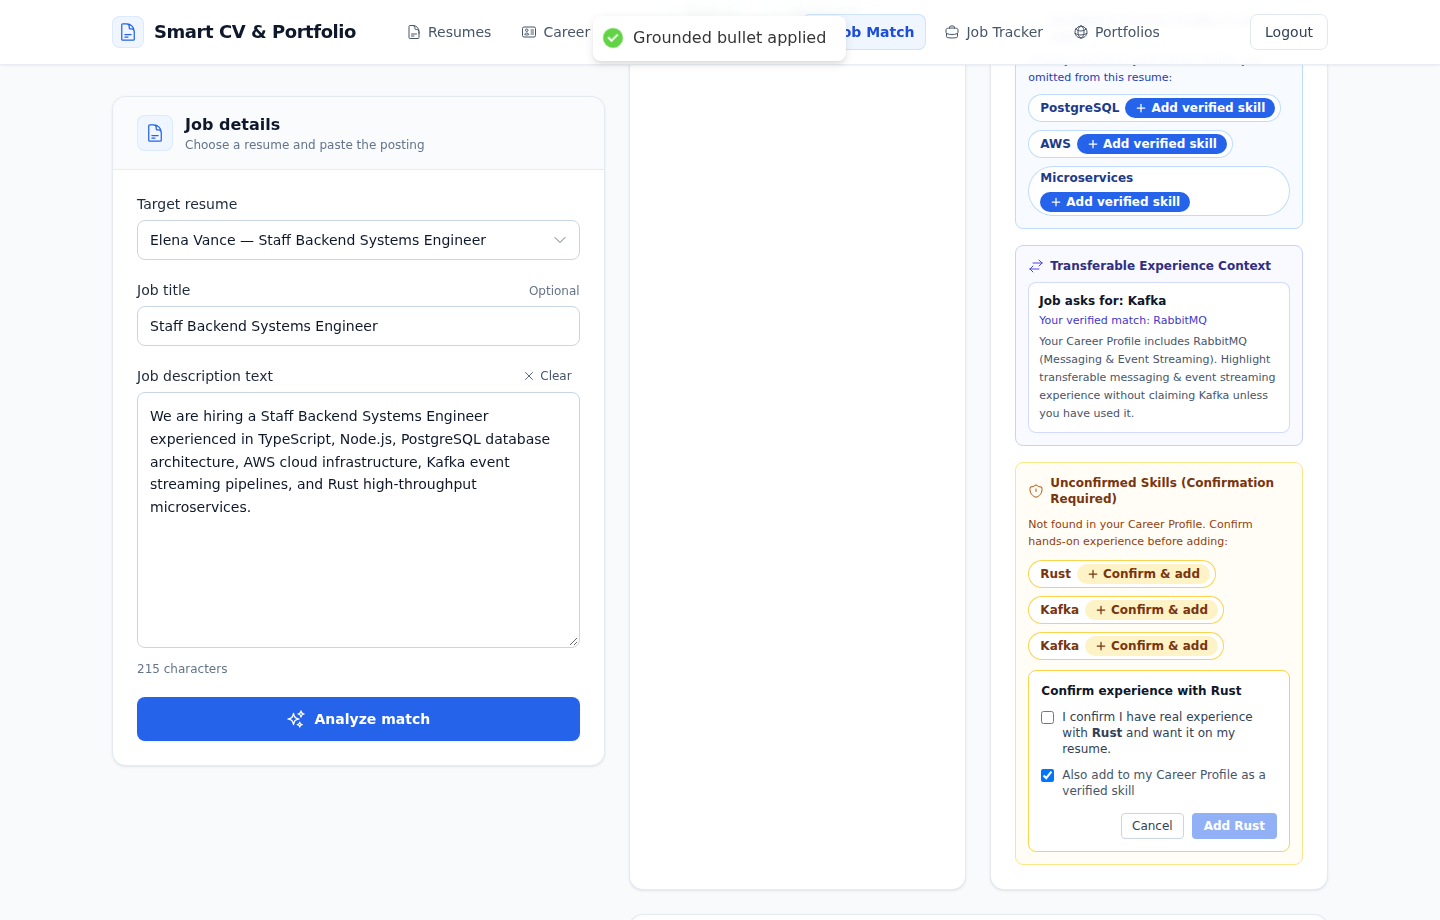 Smart CV & Portfolio
Resumes
Career
Grounded bullet applied
ob Match
Job Tracker
Portfolios
Logout
Job details
Choose a resume and paste the posting
Target resume
Elena Vance — Staff Backend Systems Engineer
Job title
Optional
Staff Backend Systems Engineer
Job description text
Clear
We are hiring a Staff Backend Systems Engineer
experienced in TypeScript, Node.js, PostgreSQL database
architecture, AWS cloud infrastructure, Kafka event
streaming pipelines, and Rust high-throughput
microservices.
215 characters
Analyze match
omitted from this resume:
PostgreSQL + Add verified skill
AWS + Add verified skill
Microservices
+ Add verified skill
Transferable Experience Context
Job asks for: Kafka
Your verified match: RabbitMQ
Your Career Profile includes RabbitMQ
(Messaging & Event Streaming). Highlight
transferable messaging & event streaming
experience without claiming Kafka unless
you have used it.
Unconfirmed Skills (Confirmation
Required)
Not found in your Career Profile. Confirm
hands-on experience before adding:
Rust + Confirm & add
Kafka + Confirm & add
Kafka + Confirm & add
Confirm experience with Rust
I confirm I have real experience
with Rust and want it on my
resume.
Also add to my Career Profile as a
verified skill
Cancel
Add Rust